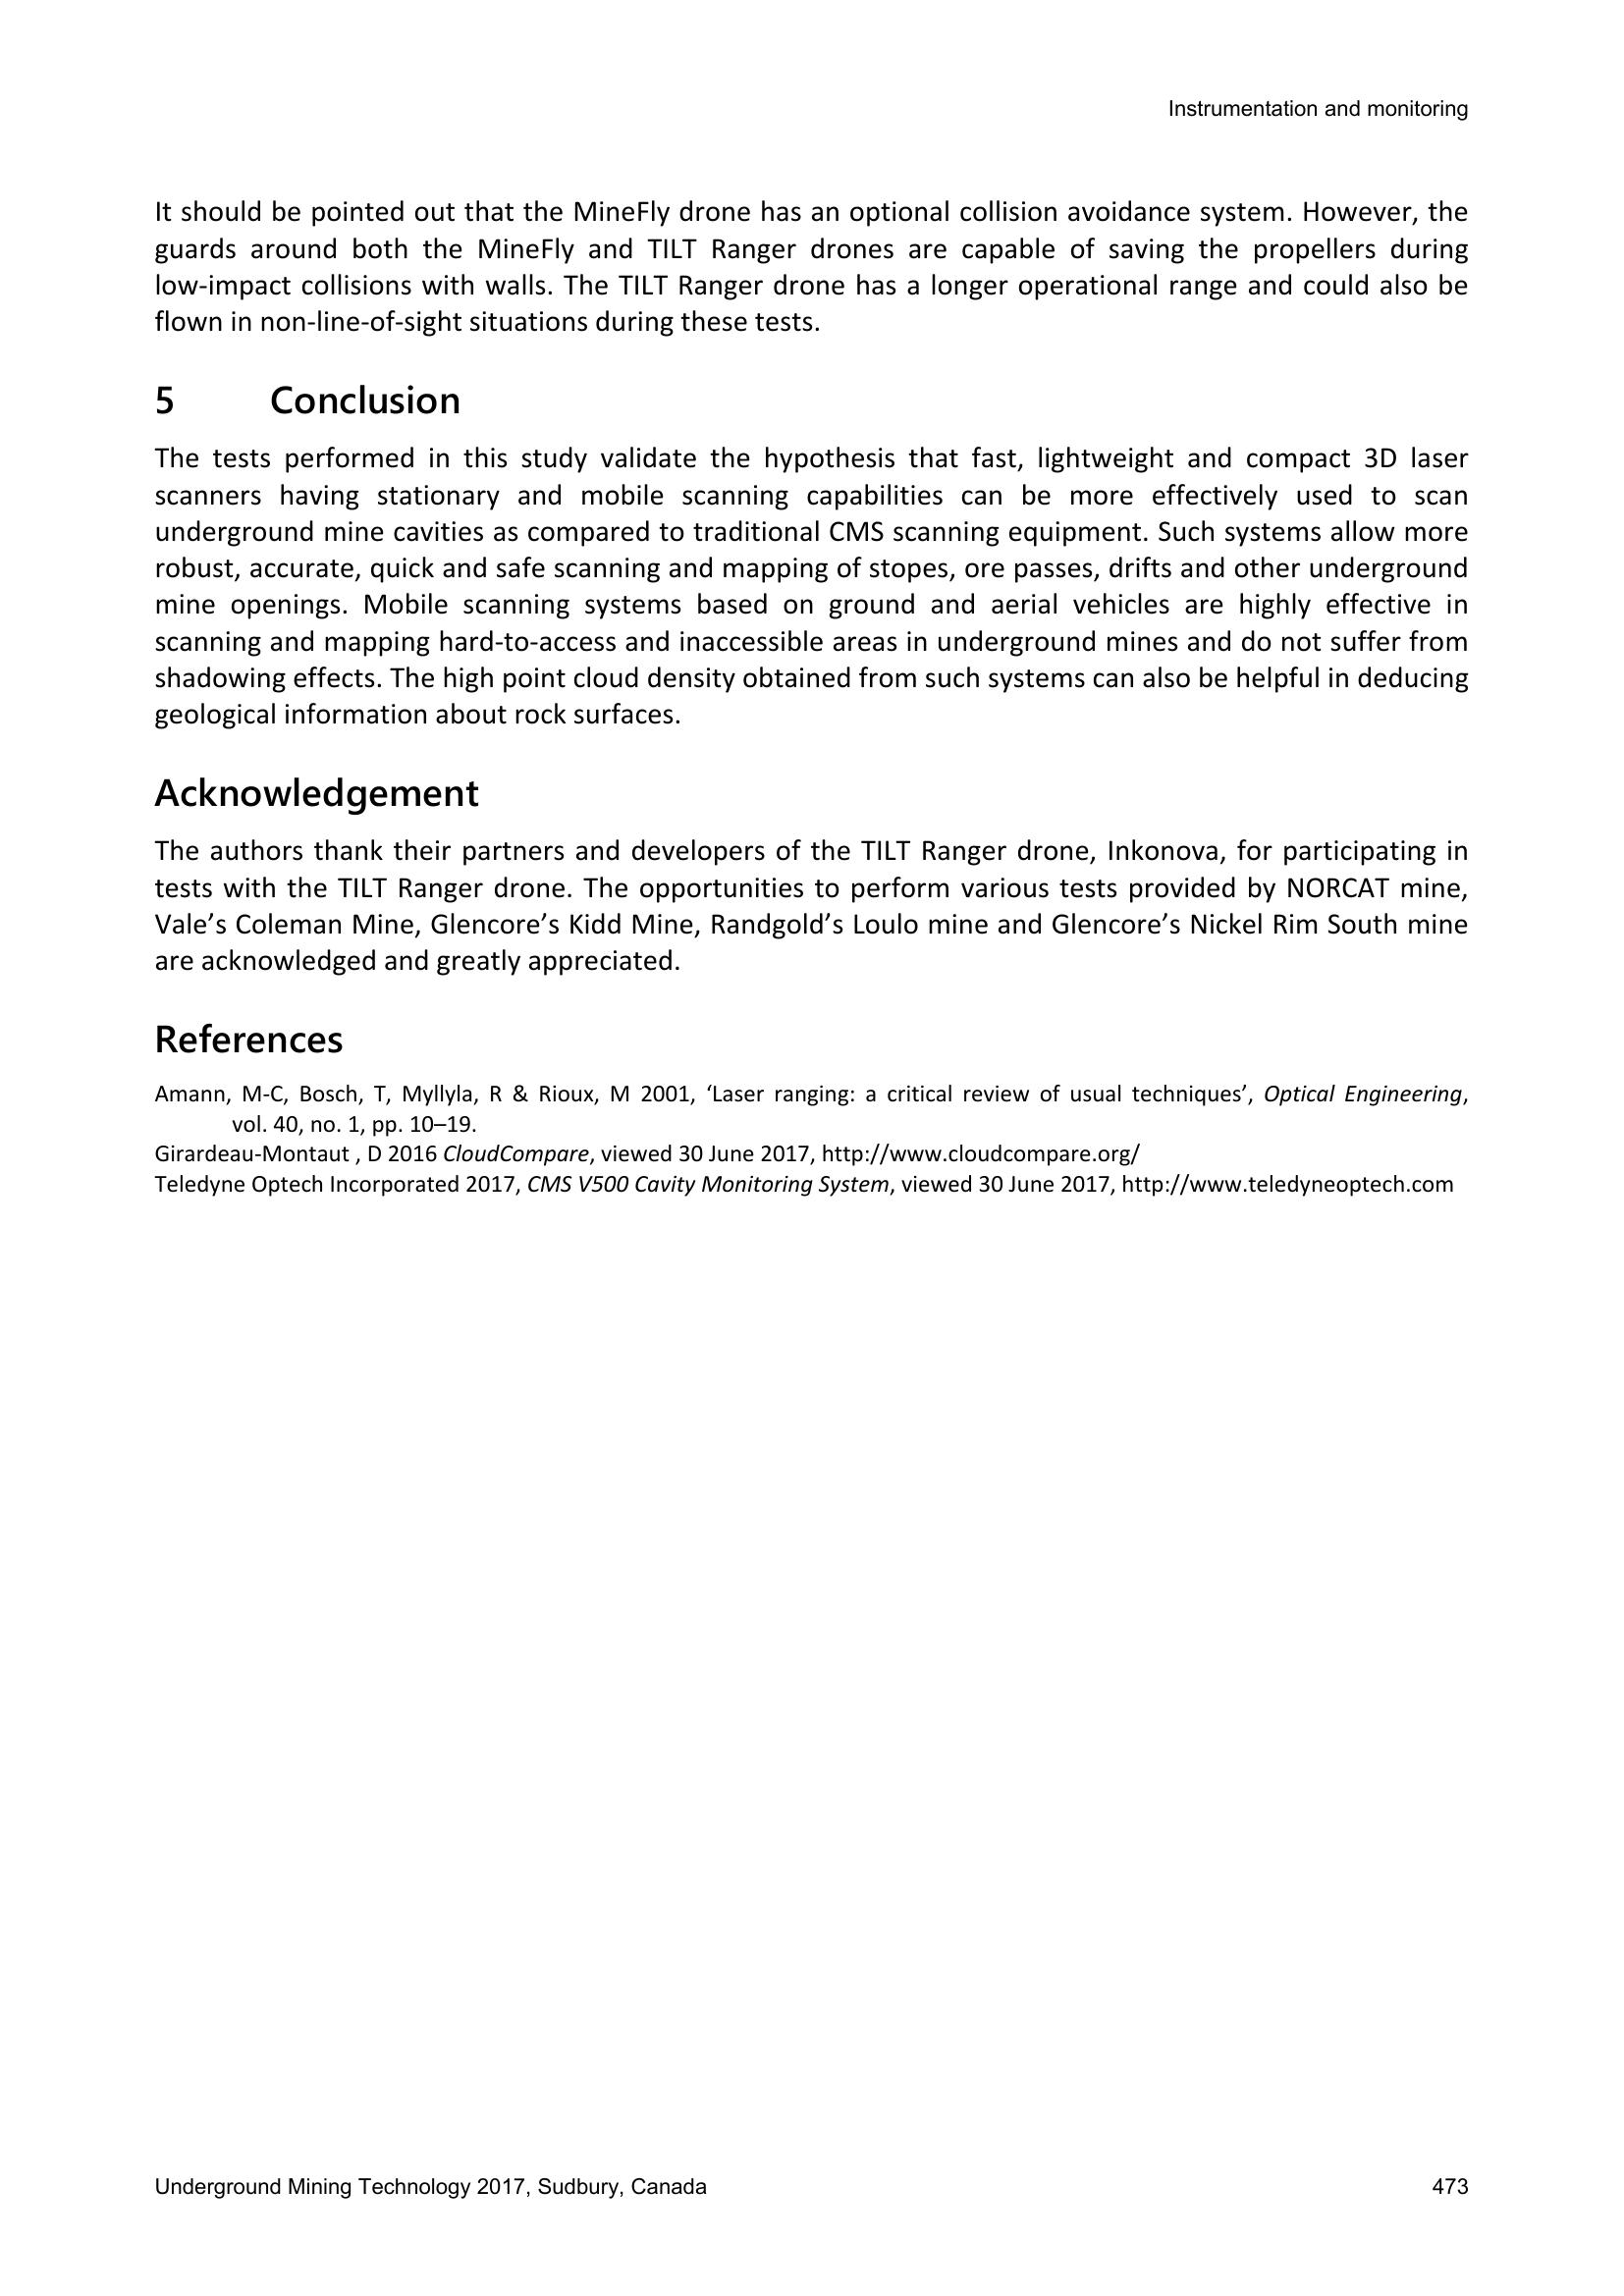 Instrumentation and monitoring
It should be pointed out that the MineFly drone has an optional collision avoidance system. However, the
guards around both the MineFly and TILT Ranger drones are capable of saving the propellers during
low-impact collisions with walls. The TILT Ranger drone has a longer operational range and could also be
flown in non-line-of-sight situations during these tests.
5 Conclusion
The tests performed in this study validate the hypothesis that fast, lightweight and compact 3D laser
scanners having stationary and mobile scanning capabilities can be more effectively used to scan
underground mine cavities as compared to traditional CMS scanning equipment. Such systems allow more
robust, accurate, quick and safe scanning and mapping of stopes, ore passes, drifts and other underground
mine openings. Mobile scanning systems based on ground and aerial vehicles are highly effective in
scanning and mapping hard-to-access and inaccessible areas in underground mines and do not suffer from
shadowing effects. The high point cloud density obtained from such systems can also be helpful in deducing
geological information about rock surfaces.
Acknowledgement
The authors thank their partners and developers of the TILT Ranger drone, Inkonova, for participating in
tests with the TILT Ranger drone. The opportunities to perform various tests provided by NORCAT mine,
Vale’s Coleman Mine, Glencore’s Kidd Mine, Randgold’s Loulo mine and Glencore’s Nickel Rim South mine
are acknowledged and greatly appreciated.
References
Amann, M-C, Bosch, T, Myllyla, R & Rioux, M 2001, ‘Laser ranging: a critical review of usual techniques’, Optical Engineering,
vol. 40, no. 1, pp. 10–19.
Girardeau-Montaut , D 2016 CloudCompare, viewed 30 June 2017, http://www.cloudcompare.org/
Teledyne Optech Incorporated 2017, CMS V500 Cavity Monitoring System, viewed 30 June 2017, http://www.teledyneoptech.com
Underground Mining Technology 2017, Sudbury, Canada 473